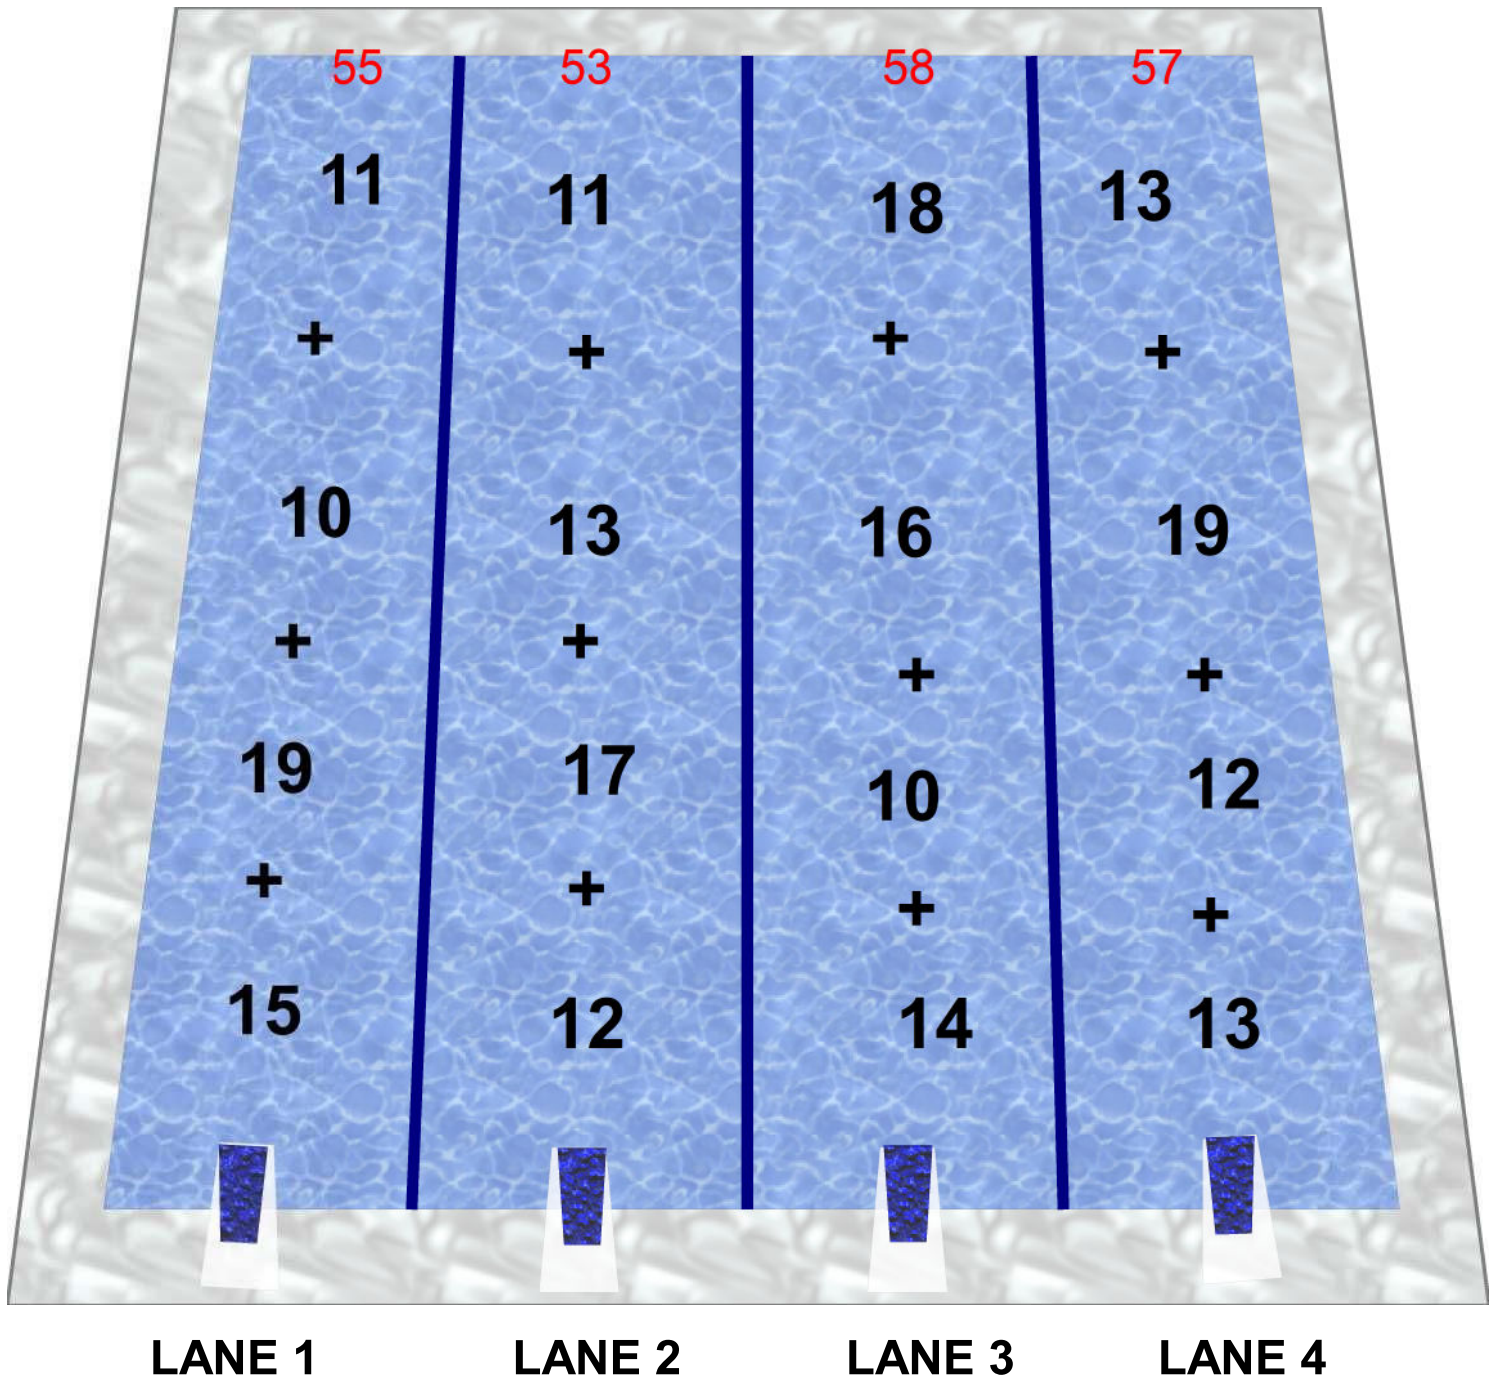 55 53 58 57
11 11 18 13
+ + + +
10 13 16 19
+ + + +
19 17 10 12
+ + + +
15 12 14 13
LANE 1 LANE 2 LANE 3 LANE 4